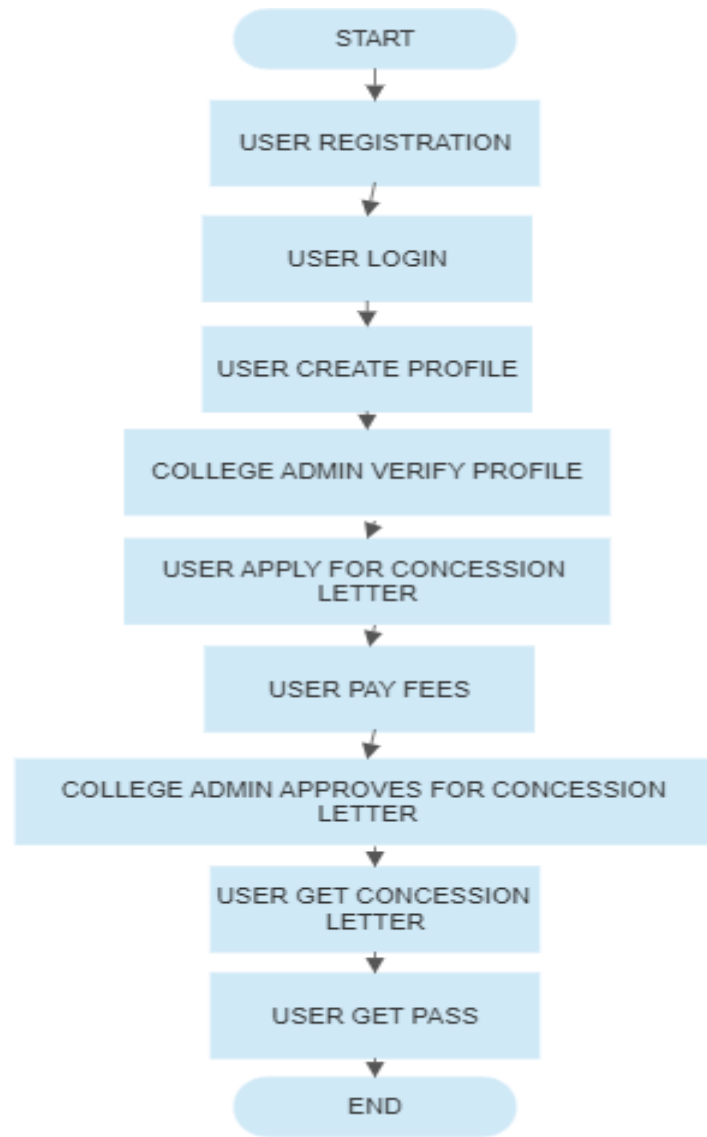 START
USER REGISTRATION
USER LOGIN
USER CREATE PROFILE
COLLEGE ADMIN VERIFY PROFILE
USER APPLY FOR CONCESSION
LETTER
USER PAY FEES
COLLEGE ADMIN APPROVES FOR CONCESSION
LETTER
USER GET CONCESSION
LETTER
USER GET PASS
END